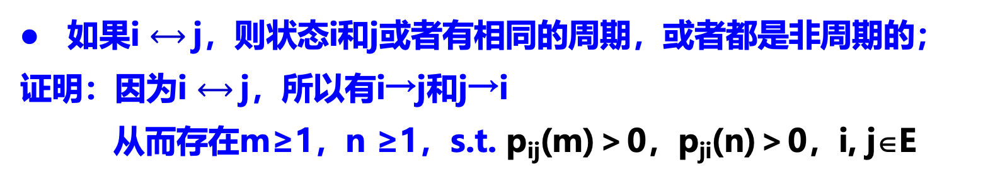 ● 如果i ↔ j，则状态i和j或者有相同的周期，或者都是非周期的；
证明：因为i ↔ j，所以有i→j和j→i
从而存在m≥1，n ≥1，s.t. pᵢⱼ(m) > 0，pⱼᵢ(n) > 0，i, j∈E